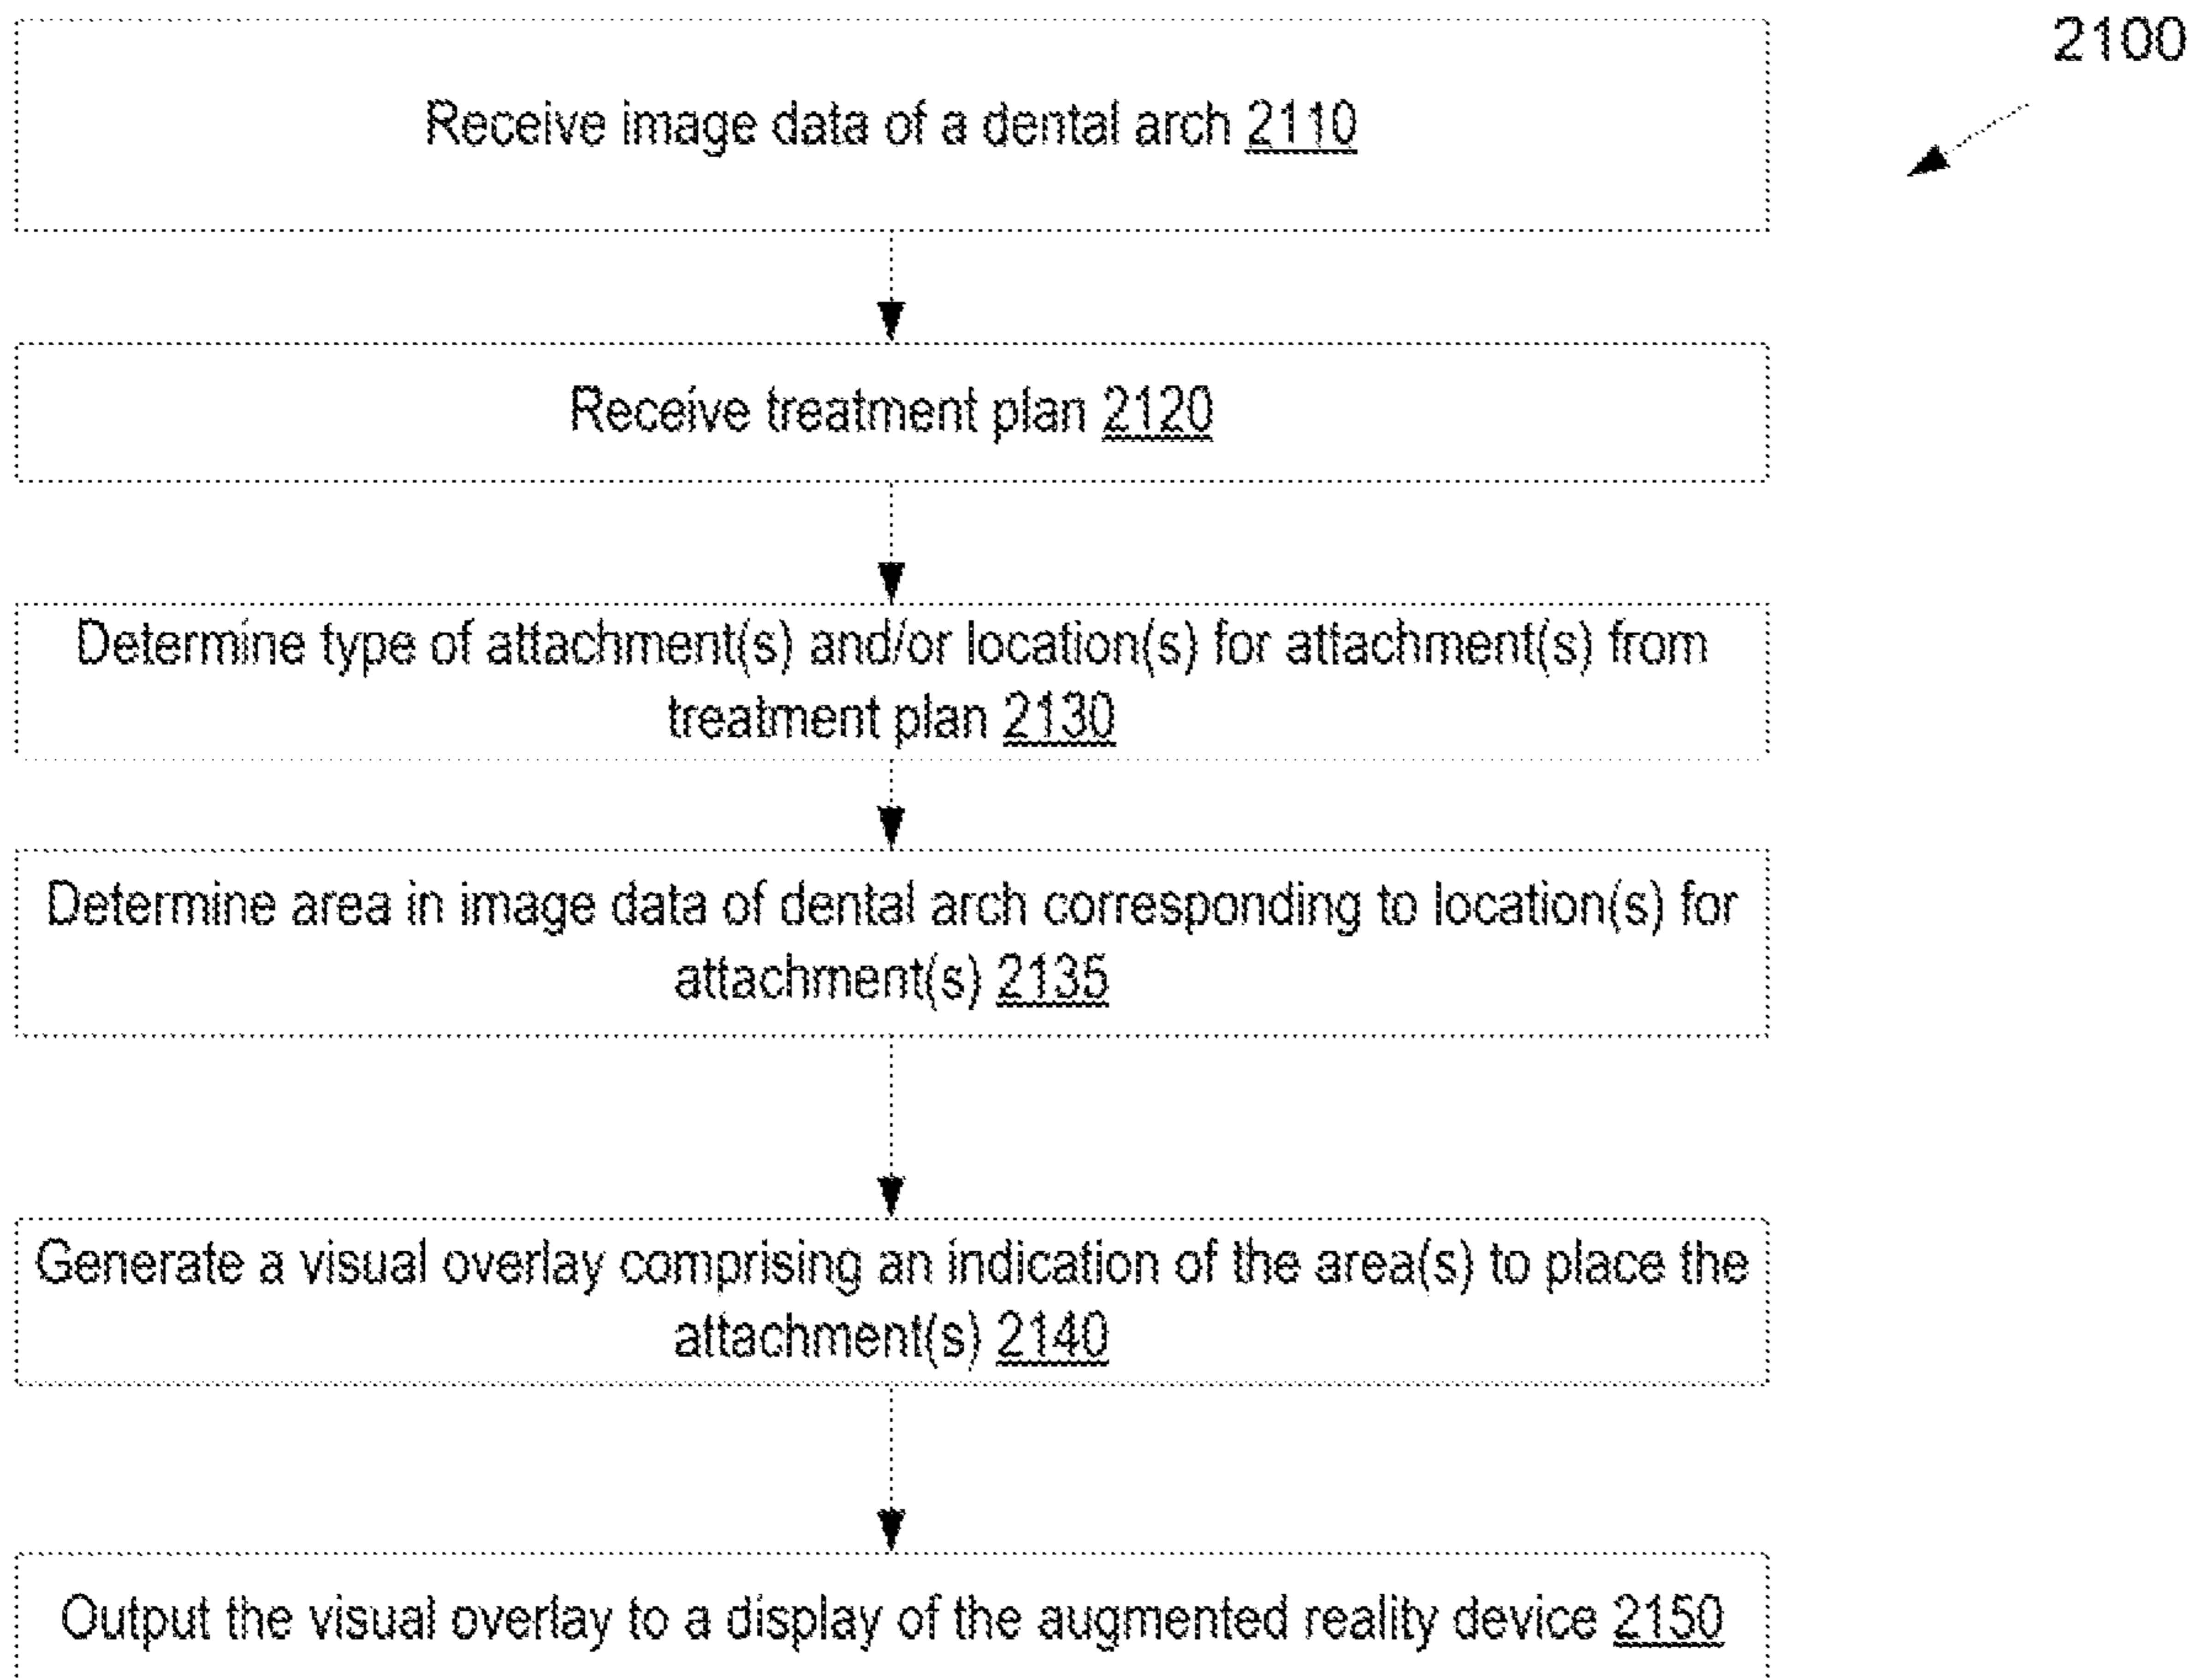 2100
Receive image data of a dental arch 2110
Receive treatment plan 2120
Determine type of attachment(s) and/or location(s) for attachment(s) from
treatment plan 2130
Determine area in image data of dental arch corresponding to location(s) for
attachment(s) 2135
Generate a visual overlay comprising an indication of the area(s) to place the
attachment(s) 2140
Output the visual overlay to a display of the augmented reality device 2150